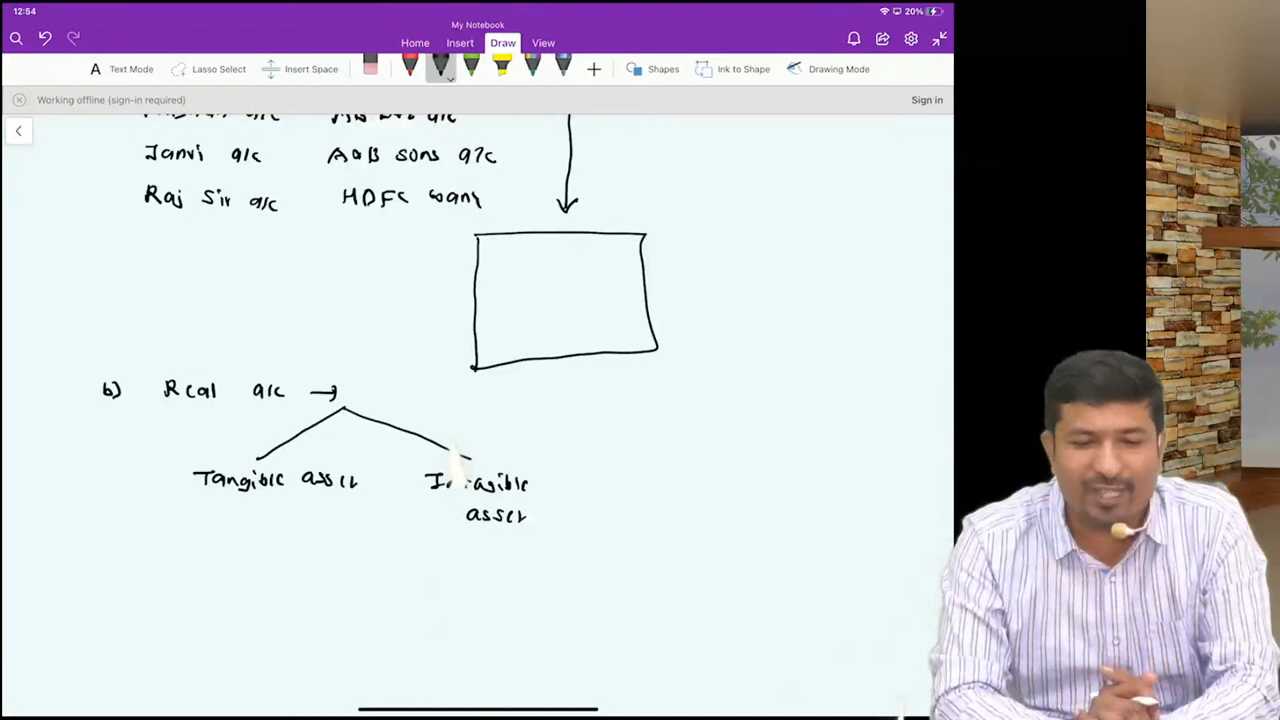 12:54
20%
My Notebook
Home Insert Draw View
Text Mode Lasso Select Insert Space Shapes Ink to Shape Drawing Mode
Working offline (sign-in required) Sign in
a/c a/c
Janvi a/c A&B sons a/c
Raj Sir a/c HDFC bank
b) Real a/c →
Tangible asset
asset